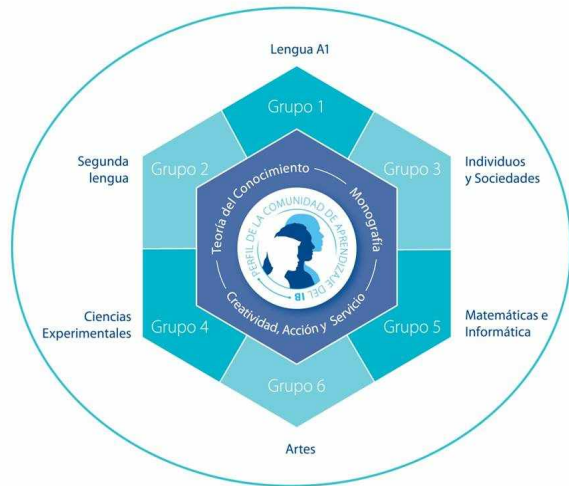 Lengua A1
Grupo 1
Segunda
lengua
Grupo 2
Grupo 3
Individuos
y Sociedades
Teoría del Conocimiento
Monografía
Creatividad, Acción y Servicio
PERFIL DE LA COMUNIDAD DE APRENDIZAJE DEL IB
Ciencias
Experimentales
Grupo 4
Grupo 5
Matemáticas e
Informática
Grupo 6
Artes